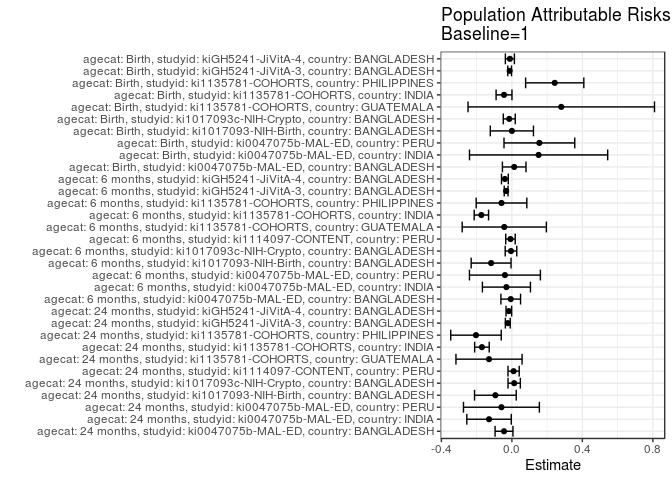 Population Attributable Risks
Baseline=1
agecat: Birth, studyid: kiGH5241-JiVitA-4, country: BANGLADESH
agecat: Birth, studyid: kiGH5241-JiVitA-3, country: BANGLADESH
agecat: Birth, studyid: ki1135781-COHORTS, country: PHILIPPINES
agecat: Birth, studyid: ki1135781-COHORTS, country: INDIA
agecat: Birth, studyid: ki1135781-COHORTS, country: GUATEMALA
agecat: Birth, studyid: ki1017093c-NIH-Crypto, country: BANGLADESH
agecat: Birth, studyid: ki1017093-NIH-Birth, country: BANGLADESH
agecat: Birth, studyid: ki0047075b-MAL-ED, country: PERU
agecat: Birth, studyid: ki0047075b-MAL-ED, country: INDIA
agecat: Birth, studyid: ki0047075b-MAL-ED, country: BANGLADESH
agecat: 6 months, studyid: kiGH5241-JiVitA-4, country: BANGLADESH
agecat: 6 months, studyid: kiGH5241-JiVitA-3, country: BANGLADESH
agecat: 6 months, studyid: ki1135781-COHORTS, country: PHILIPPINES
agecat: 6 months, studyid: ki1135781-COHORTS, country: INDIA
agecat: 6 months, studyid: ki1135781-COHORTS, country: GUATEMALA
agecat: 6 months, studyid: ki1114097-CONTENT, country: PERU
agecat: 6 months, studyid: ki1017093c-NIH-Crypto, country: BANGLADESH
agecat: 6 months, studyid: ki1017093-NIH-Birth, country: BANGLADESH
agecat: 6 months, studyid: ki0047075b-MAL-ED, country: PERU
agecat: 6 months, studyid: ki0047075b-MAL-ED, country: INDIA
agecat: 6 months, studyid: ki0047075b-MAL-ED, country: BANGLADESH
agecat: 24 months, studyid: kiGH5241-JiVitA-4, country: BANGLADESH
agecat: 24 months, studyid: kiGH5241-JiVitA-3, country: BANGLADESH
agecat: 24 months, studyid: ki1135781-COHORTS, country: PHILIPPINES
agecat: 24 months, studyid: ki1135781-COHORTS, country: INDIA
agecat: 24 months, studyid: ki1135781-COHORTS, country: GUATEMALA
agecat: 24 months, studyid: ki1114097-CONTENT, country: PERU
agecat: 24 months, studyid: ki1017093c-NIH-Crypto, country: BANGLADESH
agecat: 24 months, studyid: ki1017093-NIH-Birth, country: BANGLADESH
agecat: 24 months, studyid: ki0047075b-MAL-ED, country: PERU
agecat: 24 months, studyid: ki0047075b-MAL-ED, country: INDIA
agecat: 24 months, studyid: ki0047075b-MAL-ED, country: BANGLADESH
-0.4 0.0 0.4 0.8
Estimate